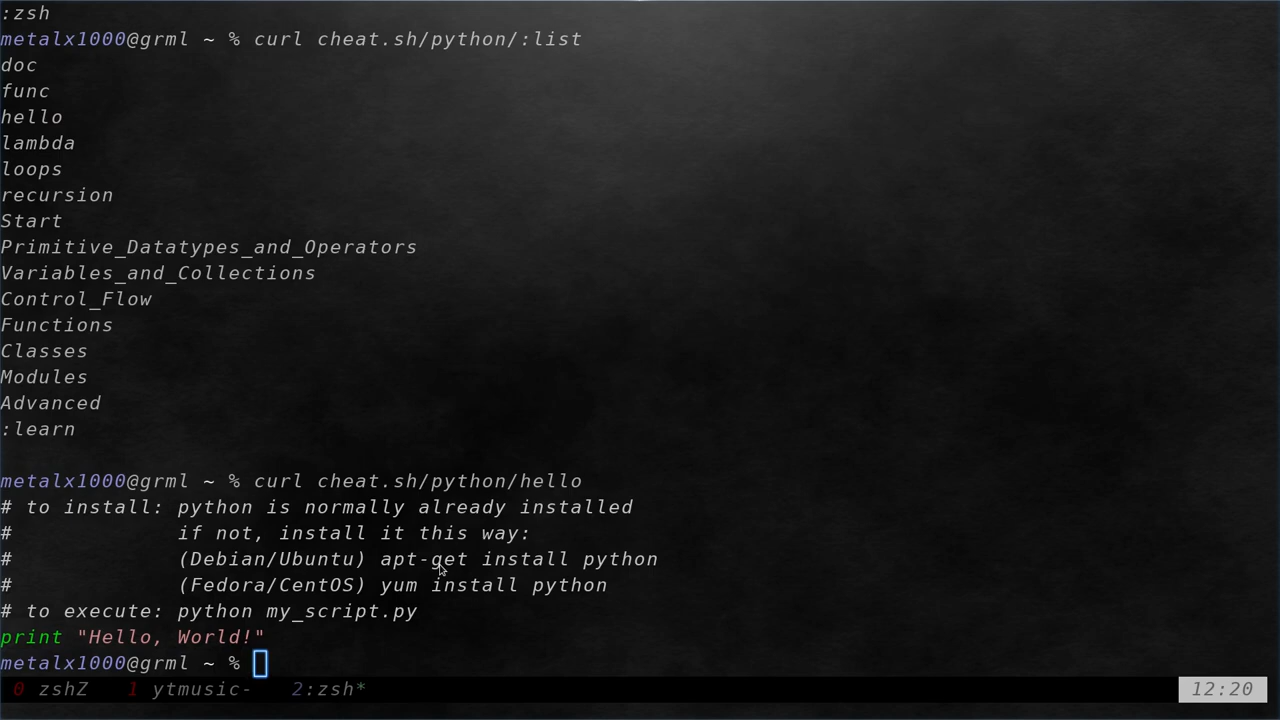 :zsh
metalx1000@grml ~ % curl cheat.sh/python/:list
doc
func
hello
lambda
loops
recursion
Start
Primitive_Datatypes_and_Operators
Variables_and_Collections
Control_Flow
Functions
Classes
Modules
Advanced
:learn
metalx1000@grml ~ % curl cheat.sh/python/hello
# to install: python is normally already installed
#             if not, install it this way:
#             (Debian/Ubuntu) apt-get install python
#             (Fedora/CentOS) yum install python
# to execute: python my_script.py
print "Hello, World!"
metalx1000@grml ~ %
0 zshZ   1 ytmusic-   2:zsh*   12:20